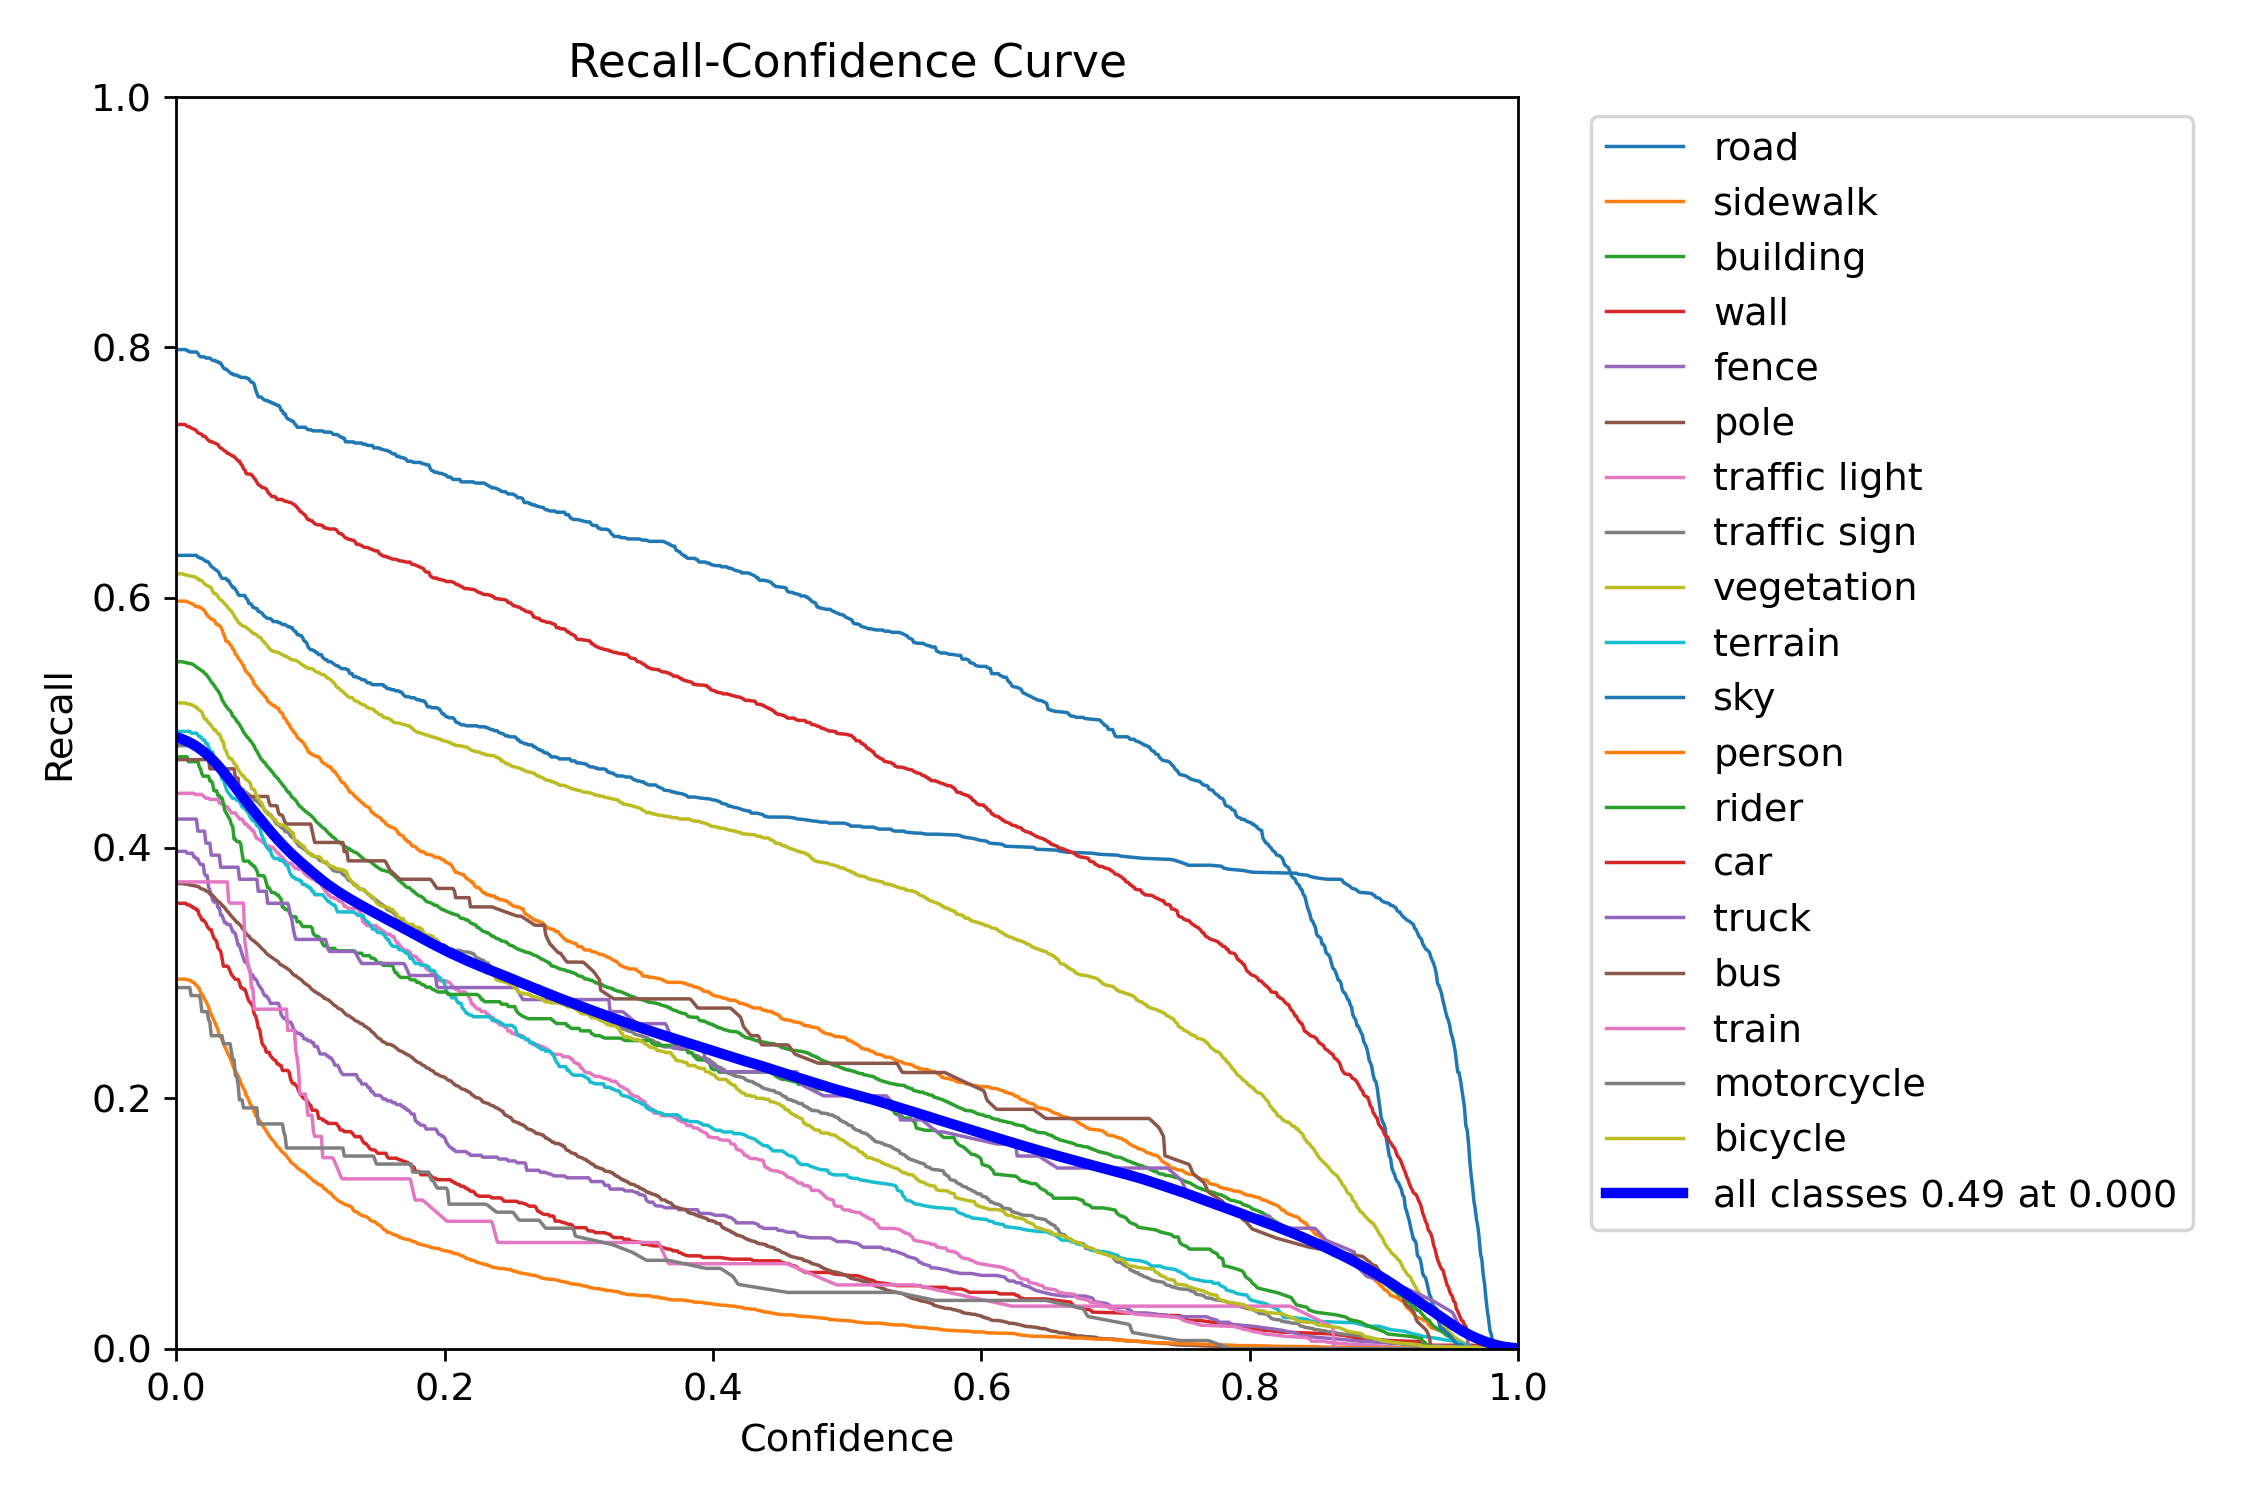 Recall-Confidence Curve
1.0
0.8
0.6
0.4
0.2
0.0
Recall
0.0 0.2 0.4 0.6 0.8 1.0
Confidence
road
sidewalk
building
wall
fence
pole
traffic light
traffic sign
vegetation
terrain
sky
person
rider
car
truck
bus
train
motorcycle
bicycle
all classes 0.49 at 0.000